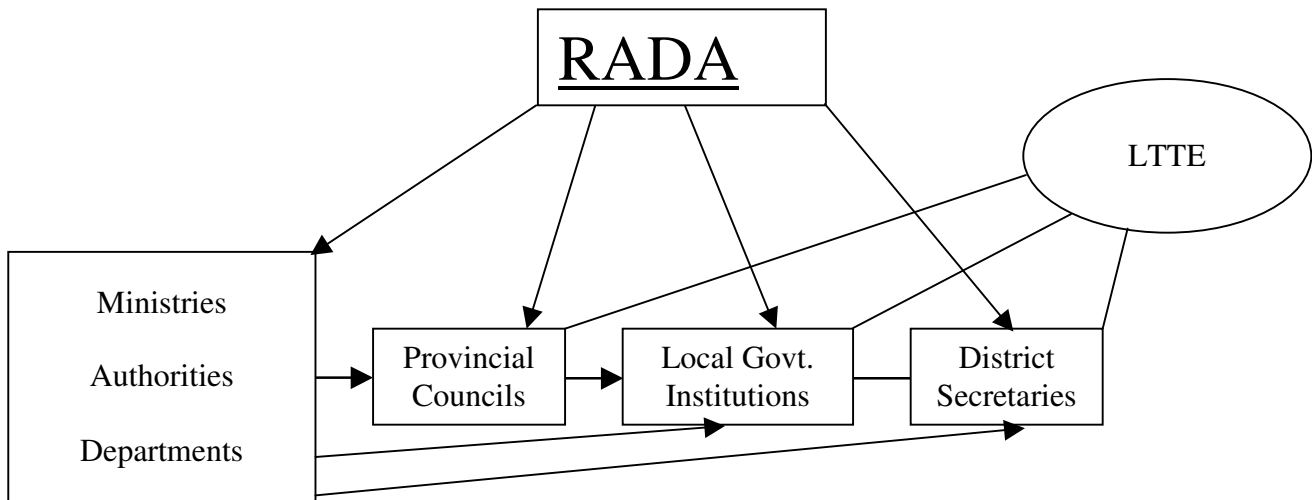 RADA
LTTE
Ministries
Authorities
Departments
Provincial
Councils
Local Govt.
Institutions
District
Secretaries